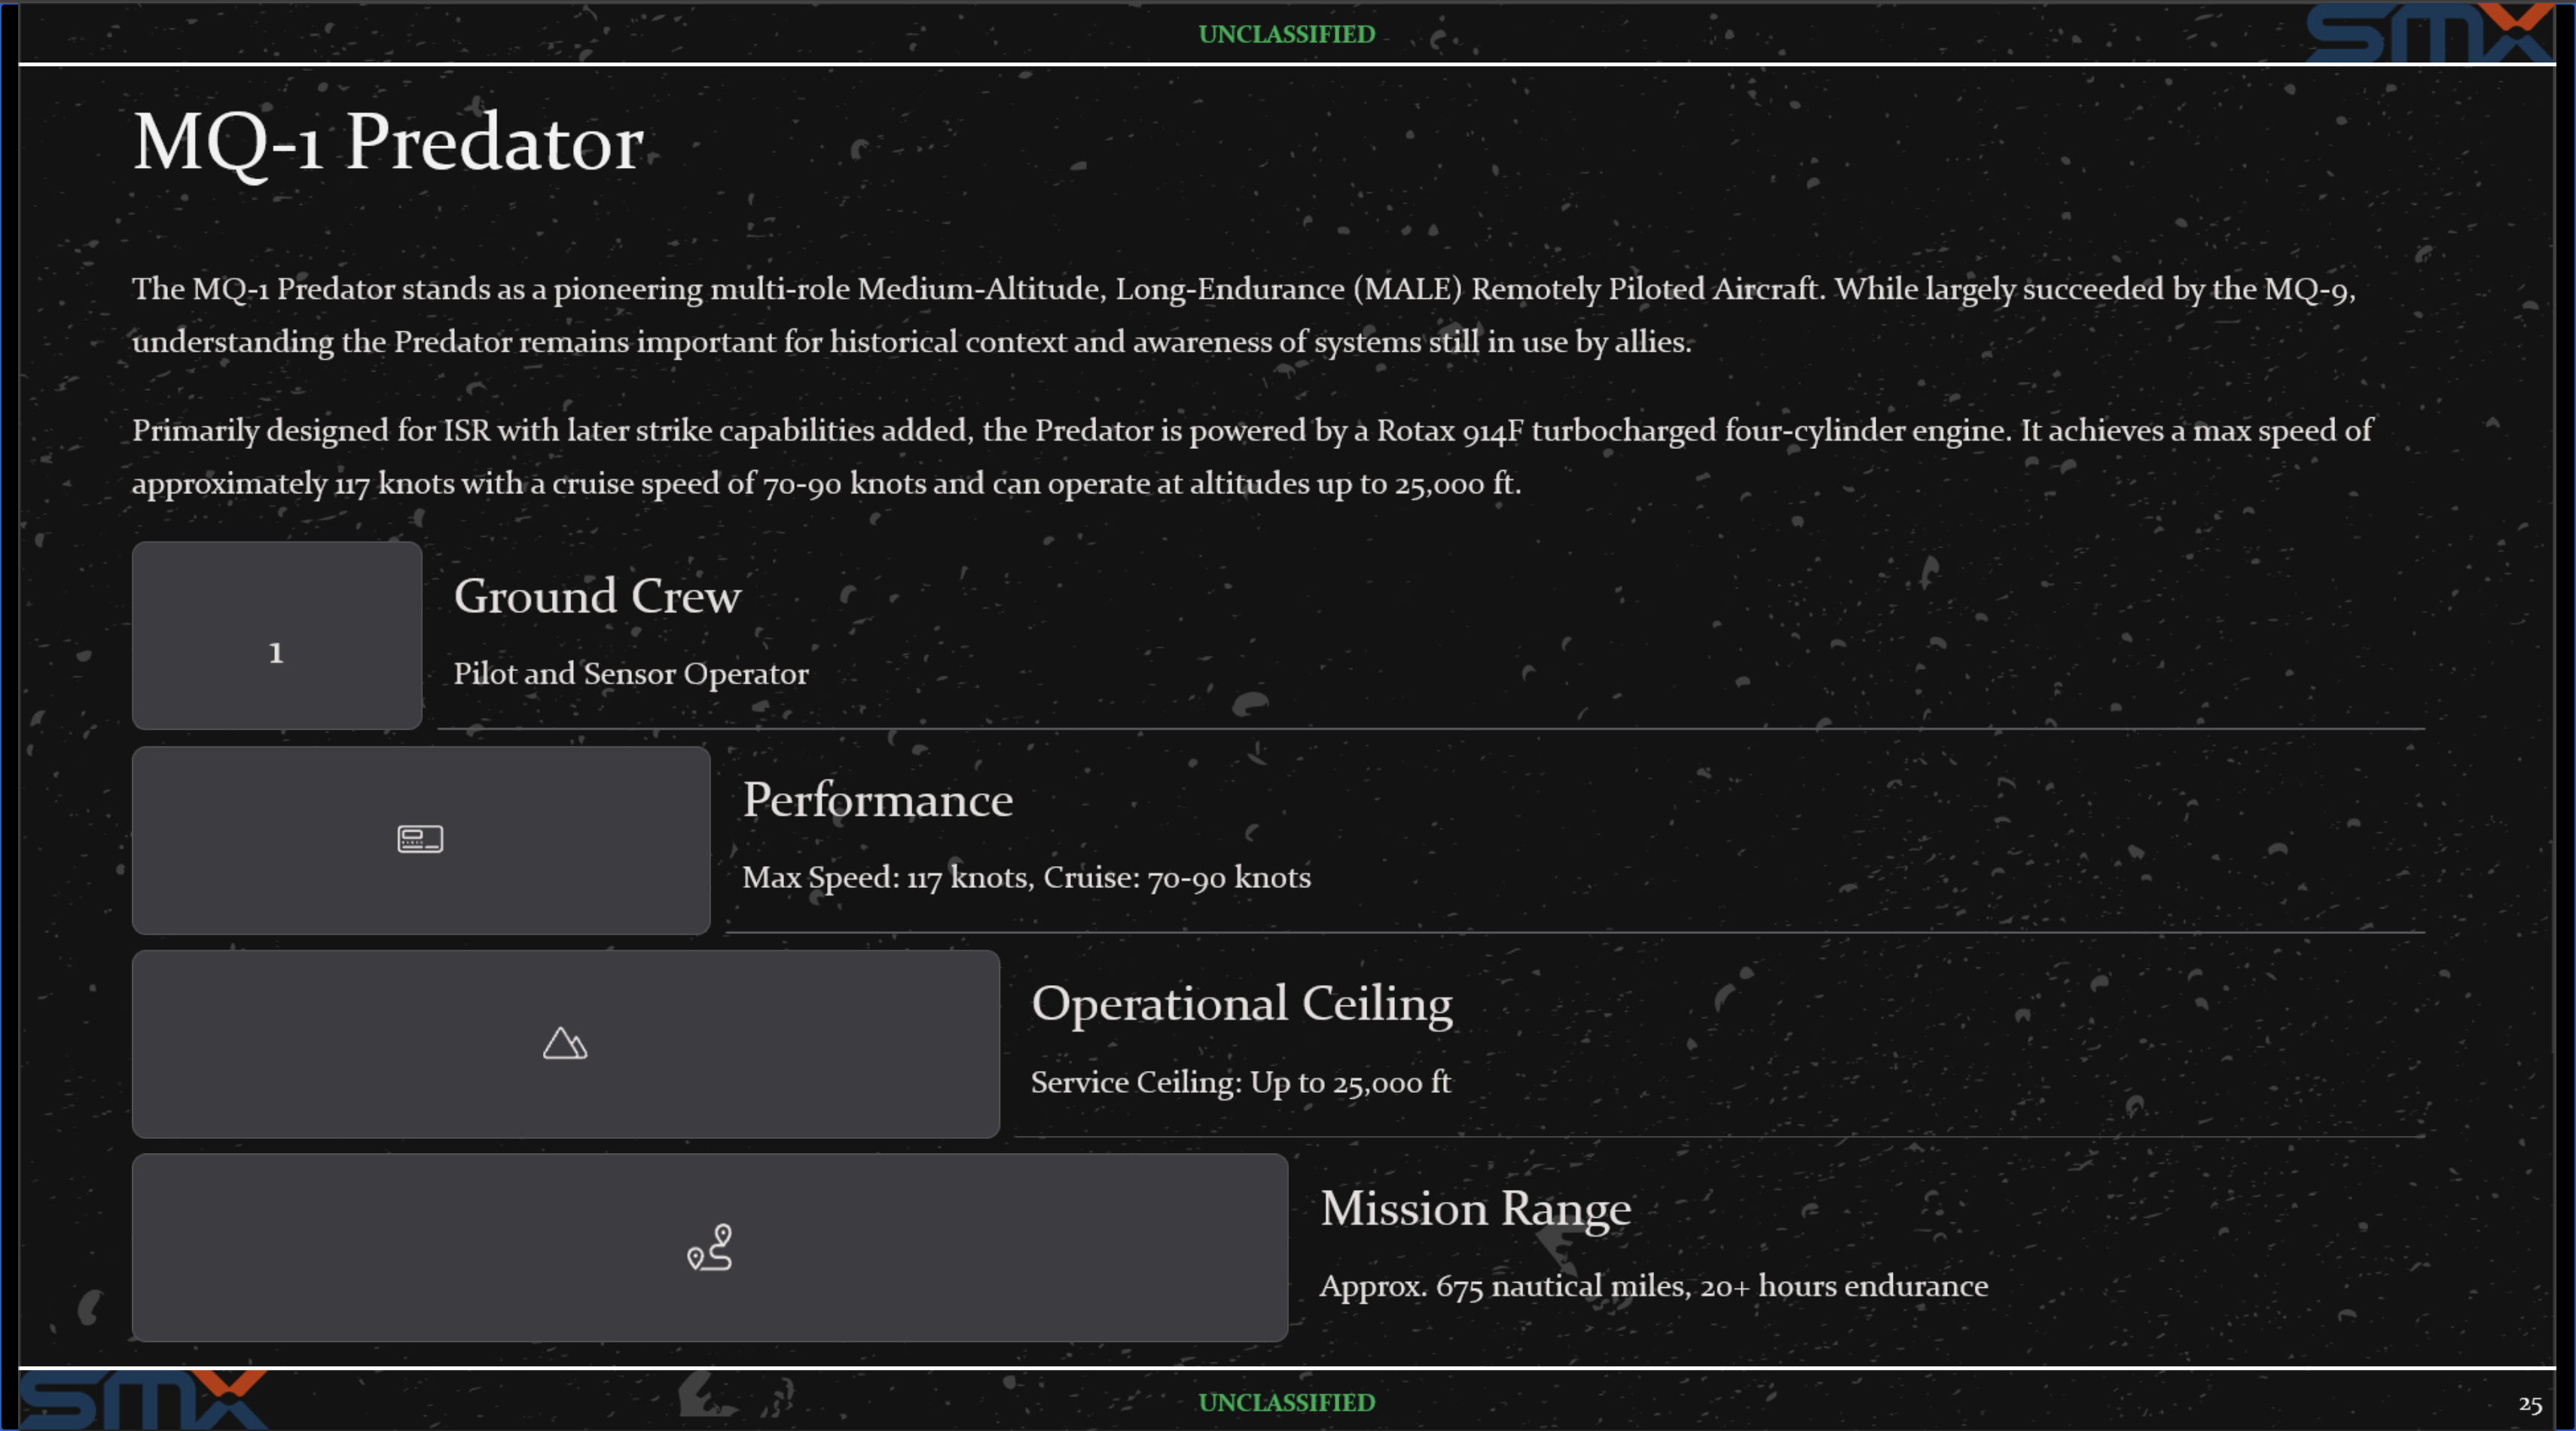 UNCLASSIFIED
SMX
MQ-1 Predator
The MQ-1 Predator stands as a pioneering multi-role Medium-Altitude, Long-Endurance (MALE) Remotely Piloted Aircraft. While largely succeeded by the MQ-9,
understanding the Predator remains important for historical context and awareness of systems still in use by allies.
Primarily designed for ISR with later strike capabilities added, the Predator is powered by a Rotax 914F turbocharged four-cylinder engine. It achieves a max speed of
approximately 117 knots with a cruise speed of 70-90 knots and can operate at altitudes up to 25,000 ft.
1
Ground Crew
Pilot and Sensor Operator
Performance
Max Speed: 117 knots, Cruise: 70-90 knots
Operational Ceiling
Service Ceiling: Up to 25,000 ft
Mission Range
Approx. 675 nautical miles, 20+ hours endurance
SMX
UNCLASSIFIED
25